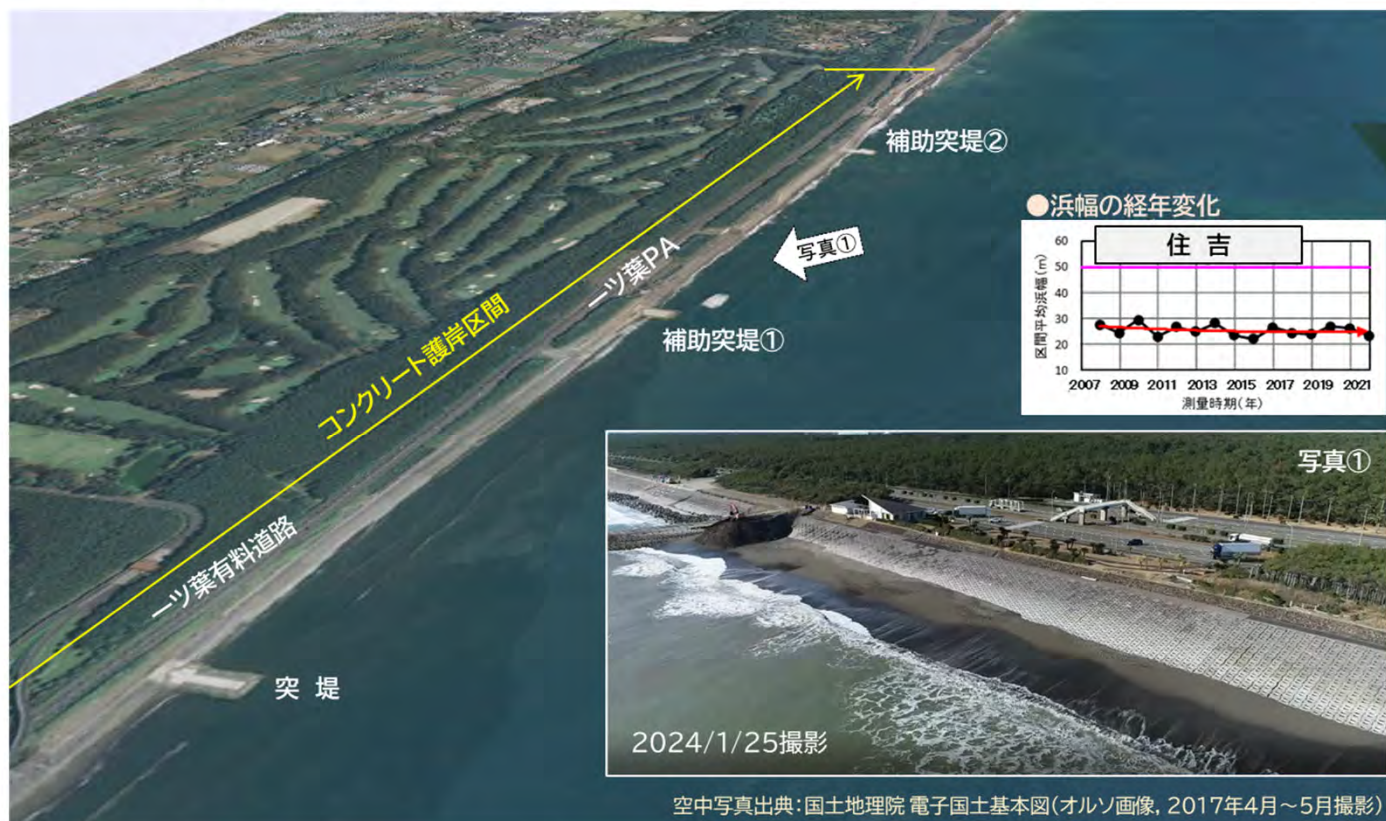 補助突堤②
●浜幅の経年変化
住 吉
区間平均浜幅(m)
60
50
40
30
20
10
2007 2009 2011 2013 2015 2017 2019 2021
測量時期(年)
写真①
一ツ葉PA
補助突堤①
コンクリート護岸区間
一ツ葉有料道路
突 堤
写真①
2024/1/25撮影
空中写真出典:国土地理院 電子国土基本図(オルソ画像, 2017年4月~5月撮影)